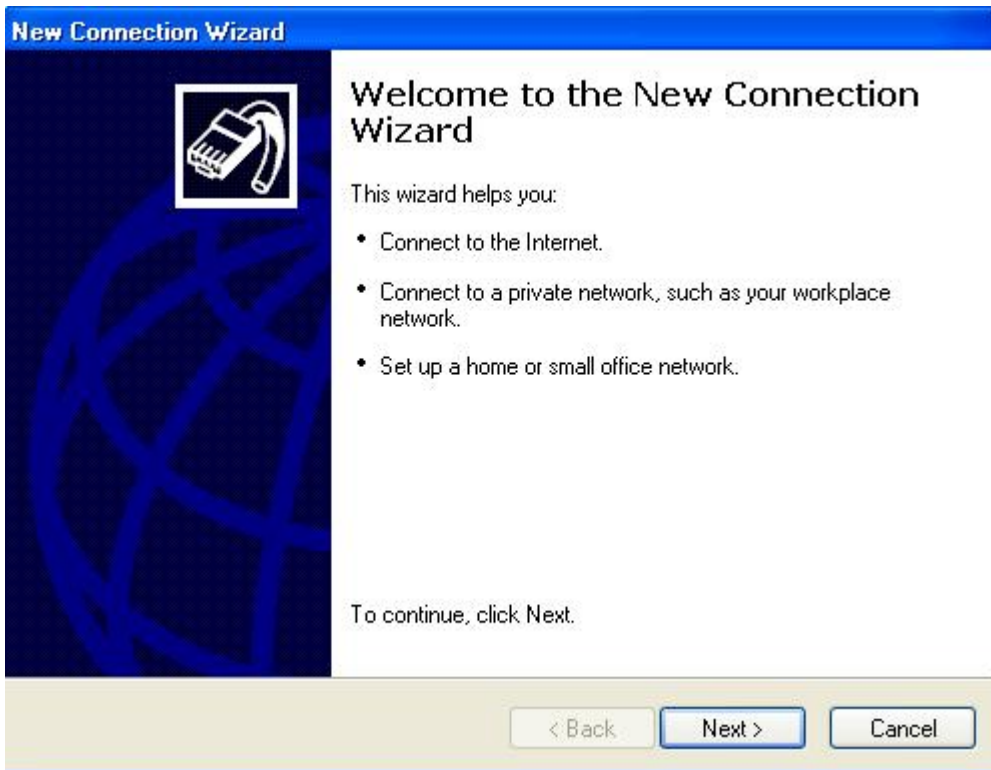 New Connection Wizard
Welcome to the New Connection
Wizard
This wizard helps you:
• Connect to the Internet.
• Connect to a private network, such as your workplace
network.
• Set up a home or small office network.
To continue, click Next.
< Back
Next >
Cancel